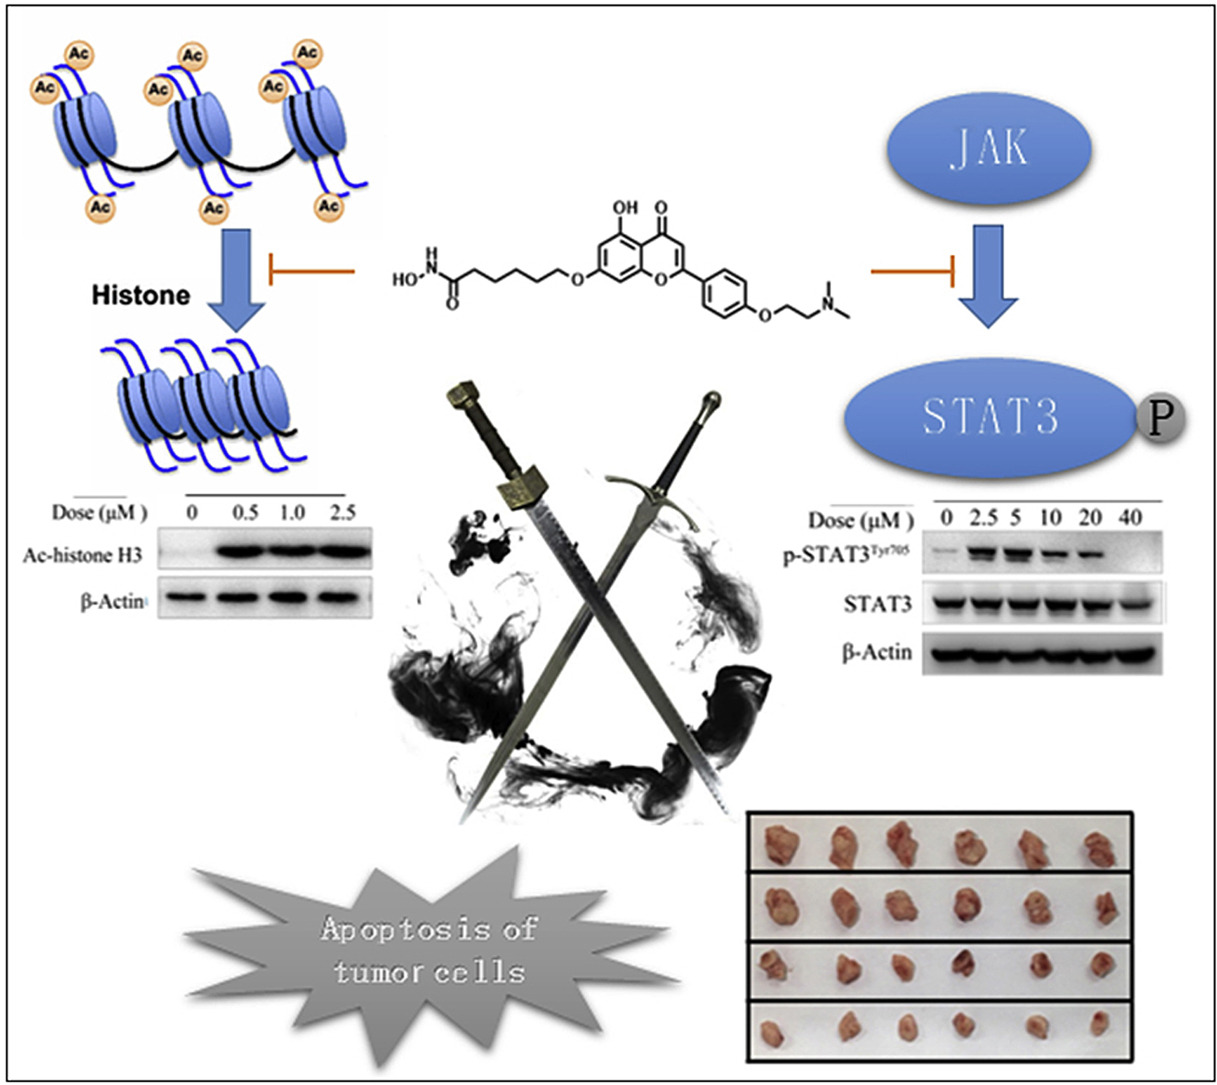 Ac
Ac
Ac
Ac
Ac
Ac
Ac
Ac
Ac
Histone
JAK
OH
O
H
N
HO
O
O
O
O
N
STAT3
P
Dose (μM ) 0 0.5 1.0 2.5
Ac-histone H3
β-Actin
Dose (μM ) 0 2.5 5 10 20 40
p-STAT3Tyr705
STAT3
β-Actin
Apoptosis of
tumor cells